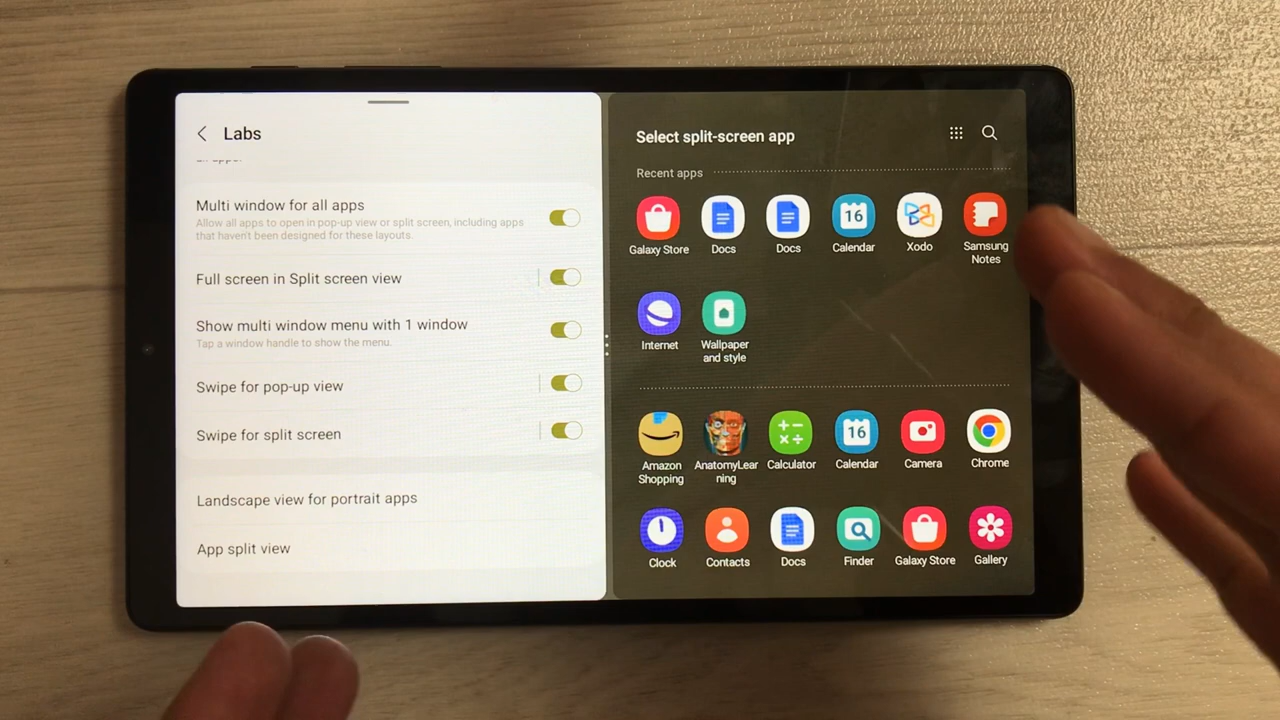 Labs
Multi window for all apps
Allow all apps to open in pop-up view or split screen, including apps
that haven't been designed for these layouts.
Full screen in Split screen view
Show multi window menu with 1 window
Tap a window handle to show the menu.
Swipe for pop-up view
Swipe for split screen
Landscape view for portrait apps
App split view
Select split-screen app
Recent apps
Galaxy Store
Docs
Docs
16
Calendar
Xodo
Samsung
Notes
Internet
Wallpaper
and style
Amazon
Shopping
AnatomyLear
ning
Calculator
16
Calendar
Camera
Chrome
Clock
Contacts
Docs
Finder
Galaxy Store
Gallery